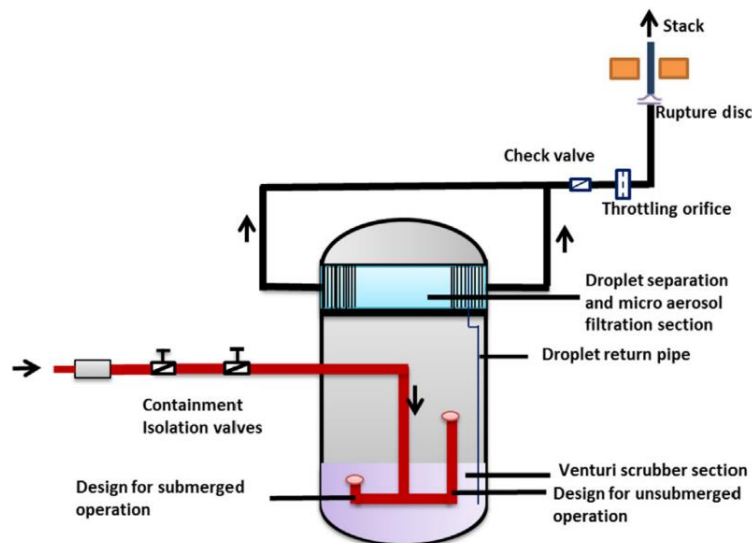 Stack
Rupture disc
Check valve
Throttling orifice
Droplet separation
and micro aerosol
filtration section
Droplet return pipe
Containment
Isolation valves
Venturi scrubber section
Design for submerged
operation
Design for unsubmerged
operation